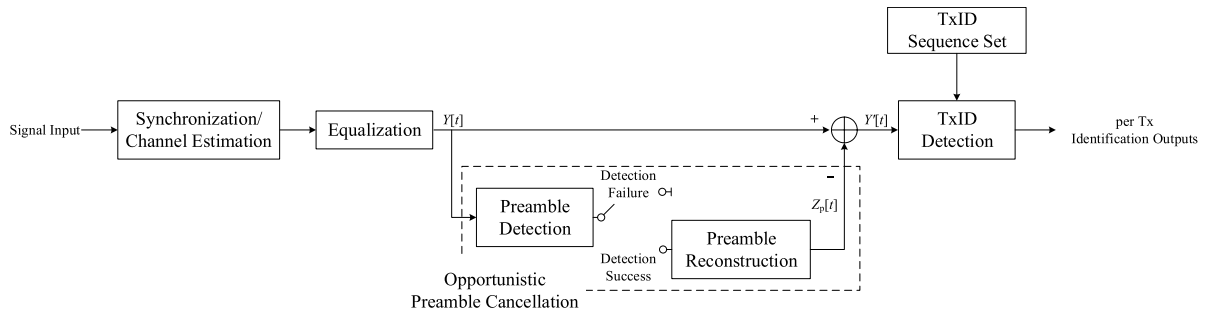 TxID
Sequence Set
Signal Input
Synchronization/
Channel Estimation
Equalization
Y[t]
+
Y'[t]
TxID
Detection
per Tx
Identification Outputs
Preamble
Detection
Detection
Failure
-
Zp[t]
Detection
Success
Preamble
Reconstruction
Opportunistic
Preamble Cancellation